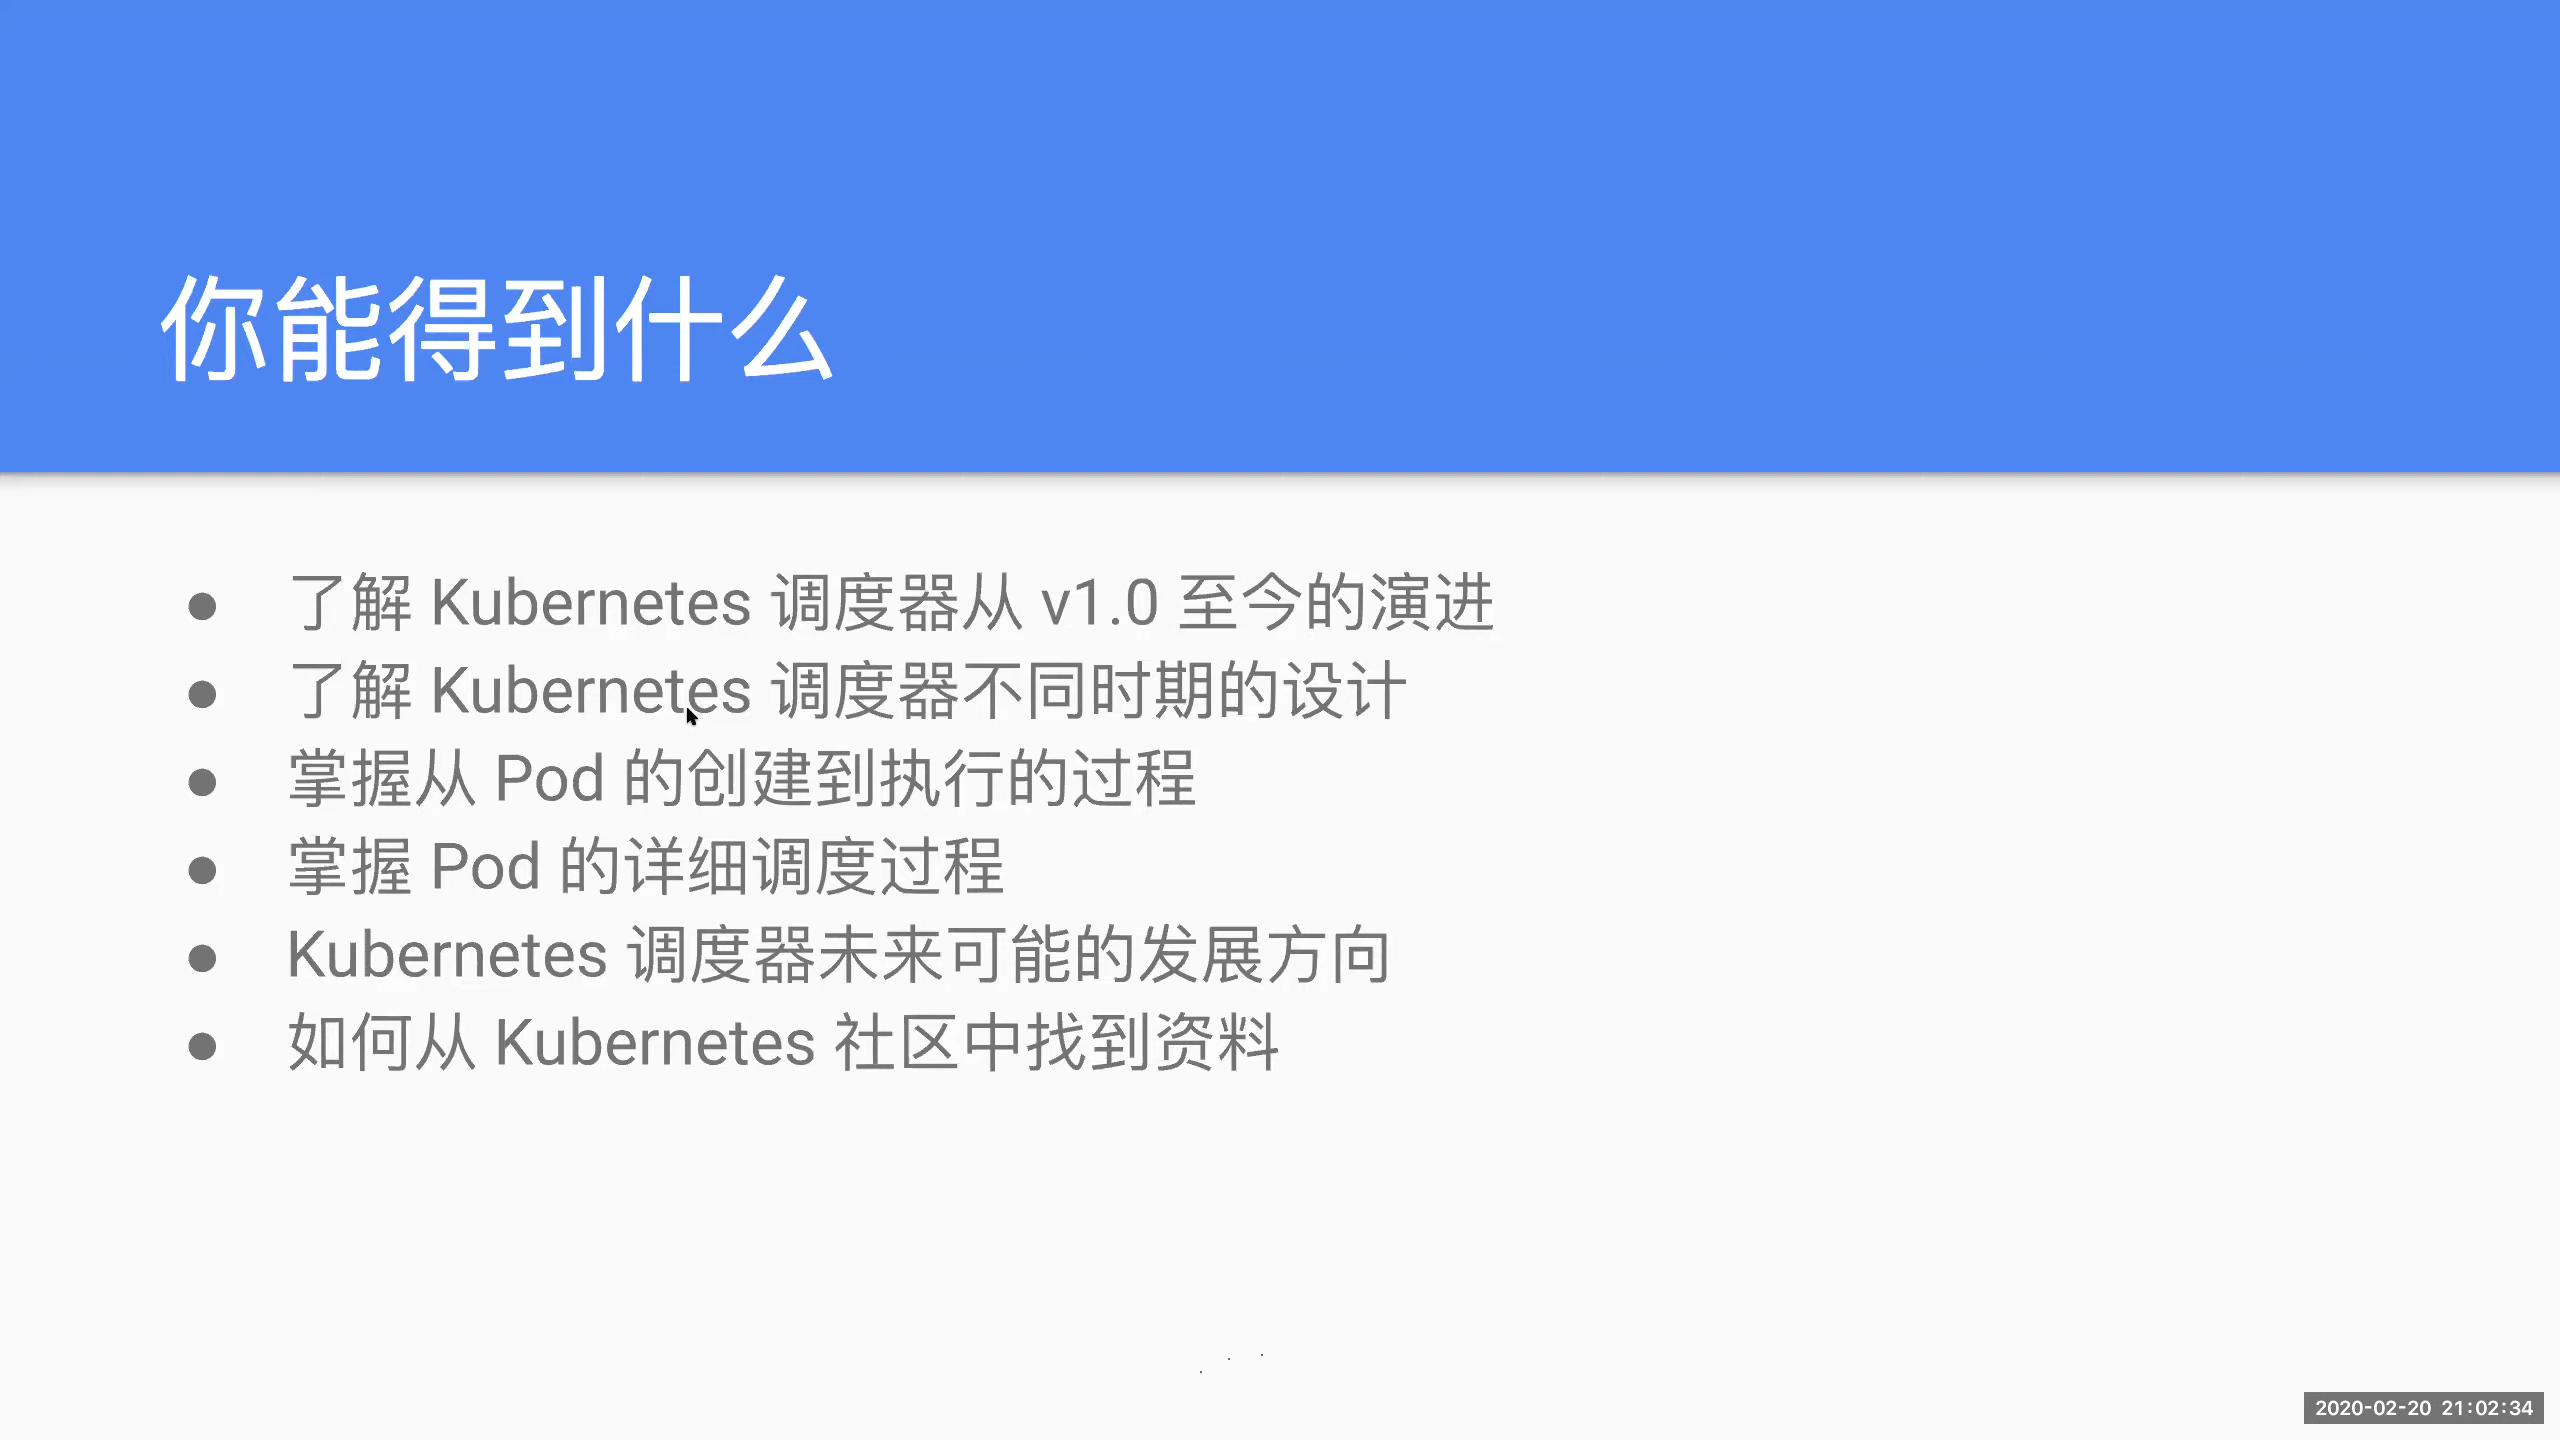 你能得到什么
● 了解 Kubernetes 调度器从 v1.0 至今的演进
● 了解 Kubernetes 调度器不同时期的设计
● 掌握从 Pod 的创建到执行的过程
● 掌握 Pod 的详细调度过程
● Kubernetes 调度器未来可能的发展方向
● 如何从 Kubernetes 社区中找到资料
2020-02-20 21:02:34